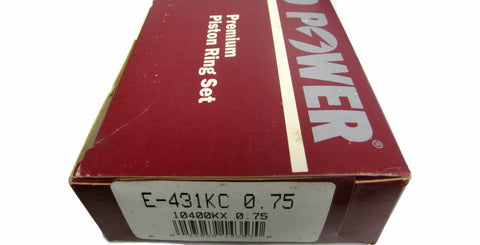 POWER®
Premium
Piston Ring Set
E-431KC 0.75
10400KX 0.75